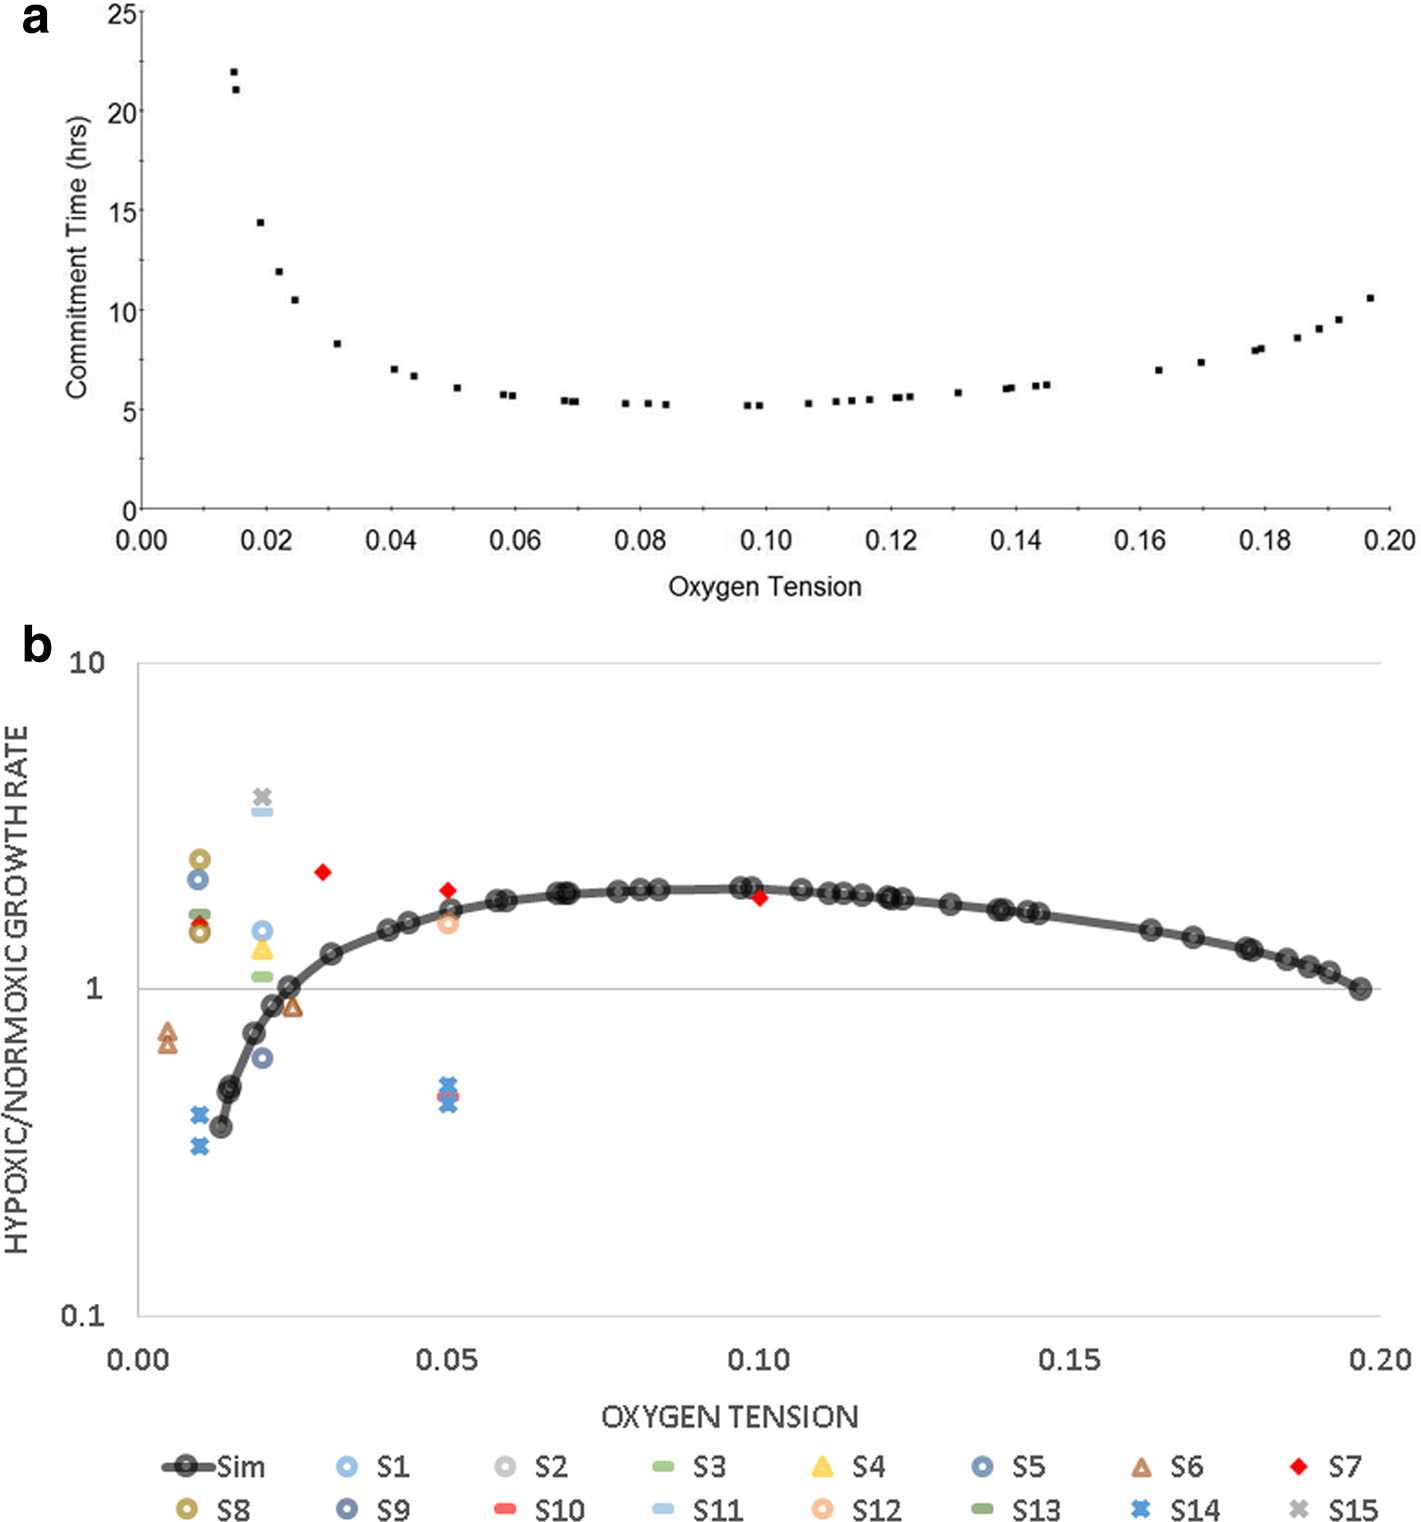 a
25
20
15
10
5
0
Commitment Time (hrs)
0.00 0.02 0.04 0.06 0.08 0.10 0.12 0.14 0.16 0.18 0.20
Oxygen Tension
b
10
1
0.1
HYPOXIC/NORMOXIC GROWTH RATE
0.00 0.05 0.10 0.15 0.20
OXYGEN TENSION
Sim S1 S2 S3 S4 S5 S6 S7
S8 S9 S10 S11 S12 S13 S14 S15